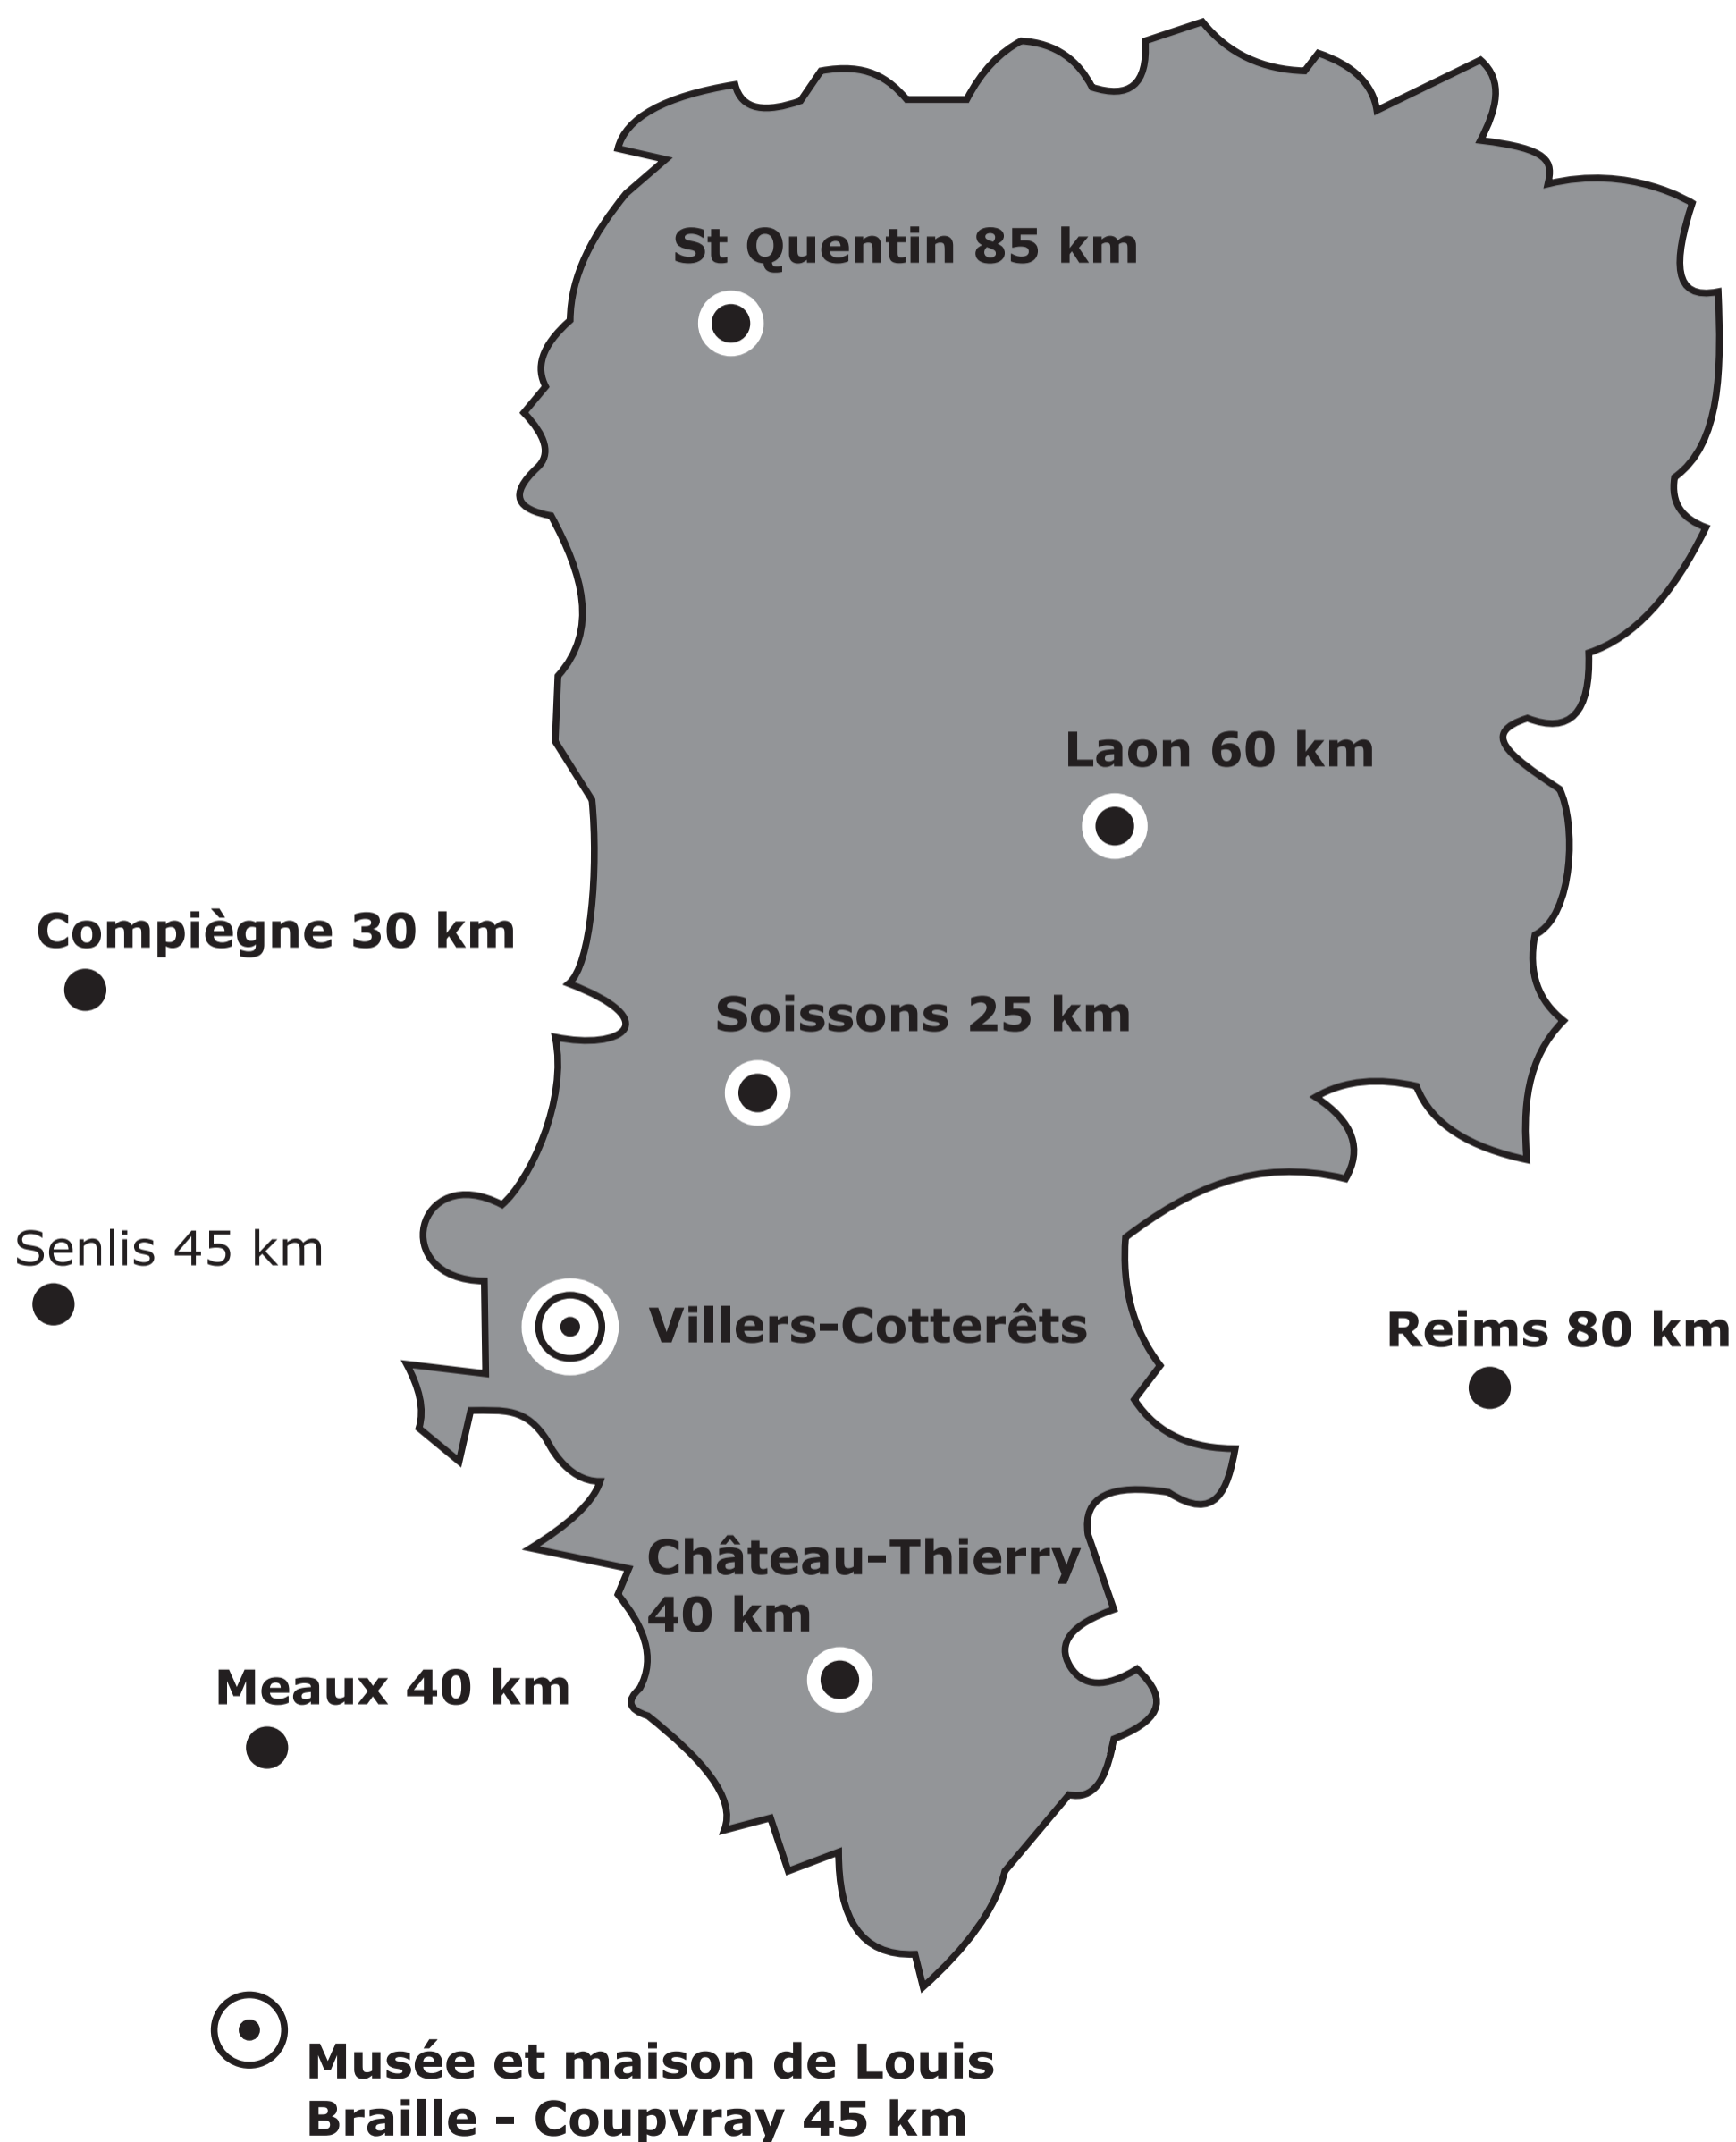 St Quentin 85 km
Laon 60 km
Compiègne 30 km
Soissons 25 km
Senlis 45 km
Villers-Cotterêts
Reims 80 km
Château-Thierry
40 km
Meaux 40 km
Musée et maison de Louis
Braille - Coupvray 45 km